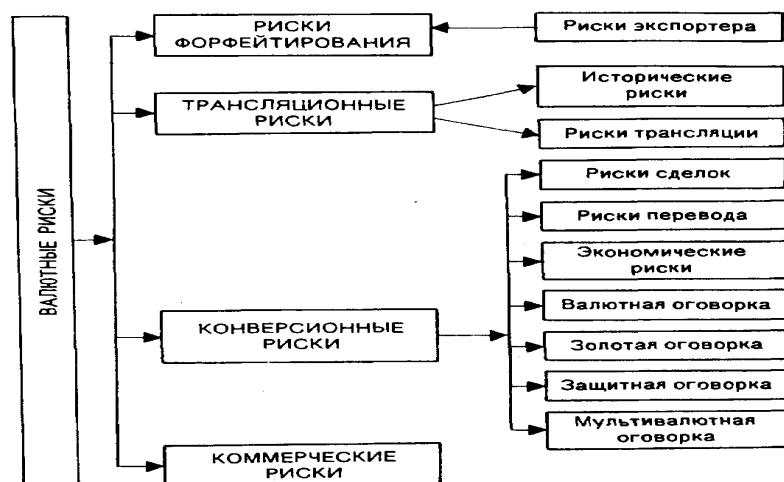 ВАЛЮТНЫЕ РИСКИ
РИСКИ
ФОРФЕЙТИРОВАНИЯ
Риски экспортера
ТРАНСЛЯЦИОННЫЕ
РИСКИ
Исторические
риски
Риски трансляции
КОНВЕРСИОННЫЕ
РИСКИ
Риски сделок
Риски перевода
Экономические
риски
Валютная оговорка
Золотая оговорка
Защитная оговорка
Мультивалютная
оговорка
КОММЕРЧЕСКИЕ
РИСКИ